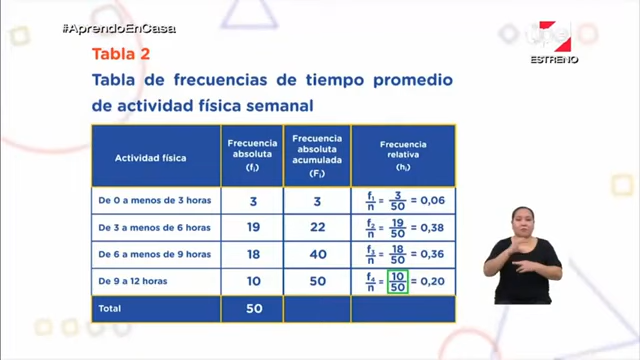 #AprendoEnCasa
ESTRENO
Tabla 2
Tabla de frecuencias de tiempo promedio
de actividad física semanal
Actividad física
Frecuencia
absoluta
(fᵢ)
Frecuencia
absoluta
acumulada
(Fᵢ)
Frecuencia
relativa
(hᵢ)
De 0 a menos de 3 horas 3 3 f₁/n = 3/50 = 0,06
De 3 a menos de 6 horas 19 22 f₂/n = 19/50 = 0,38
De 6 a menos de 9 horas 18 40 f₃/n = 18/50 = 0,36
De 9 a 12 horas 10 50 f₄/n = 10/50 = 0,20
Total 50